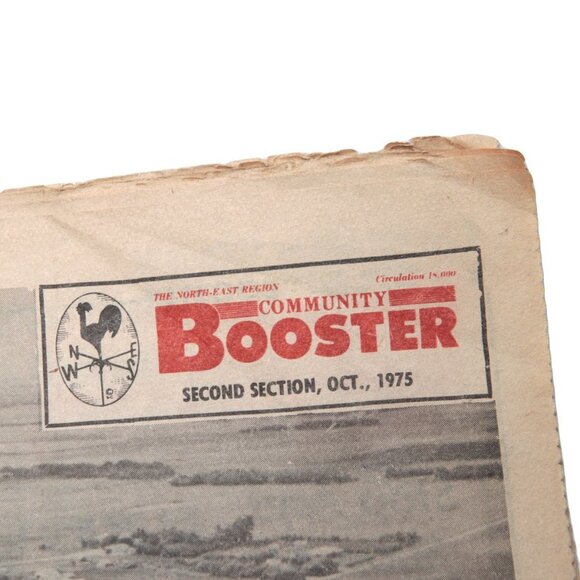 THE NORTH-EAST REGION
Circulation 18,000
COMMUNITY
BOOSTER
SECOND SECTION, OCT., 1975
N
W
E
S